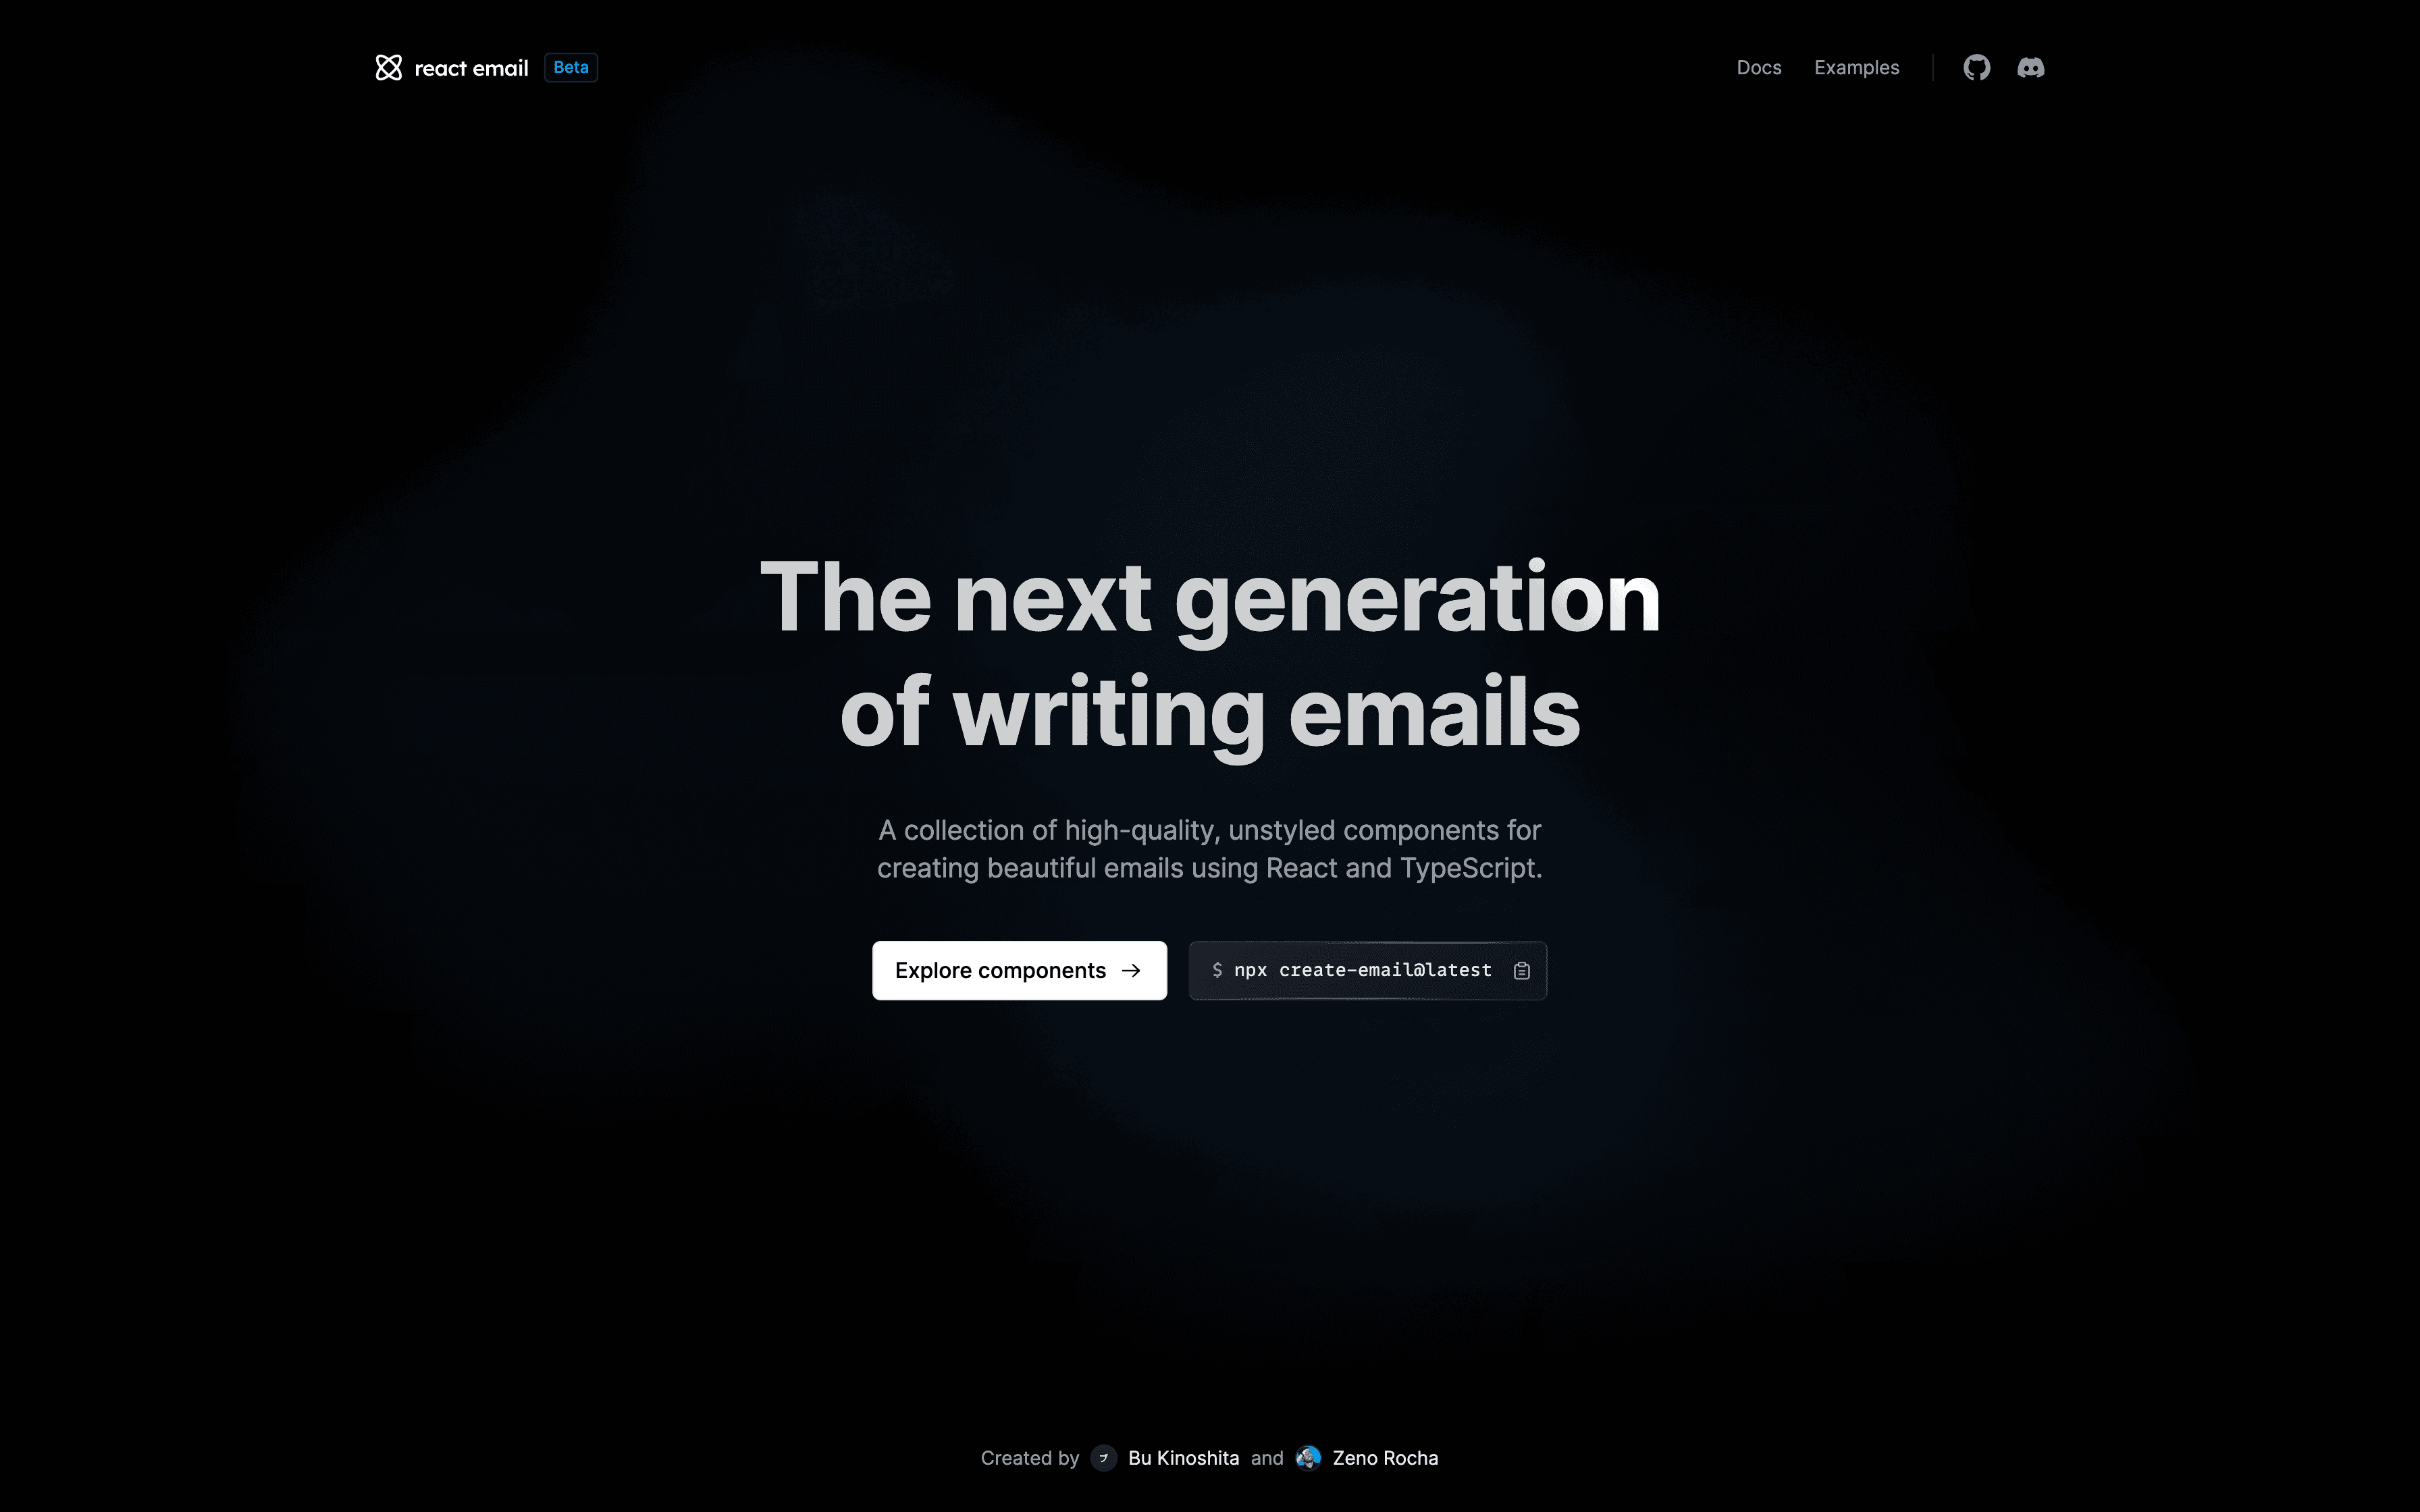 react email Beta
Docs Examples
The next generation
of writing emails
A collection of high-quality, unstyled components for
creating beautiful emails using React and TypeScript.
Explore components →
$ npx create-email@latest
Created by ブ Bu Kinoshita and Zeno Rocha